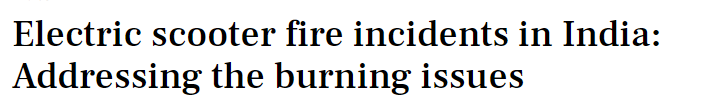 Electric scooter fire incidents in India:
Addressing the burning issues